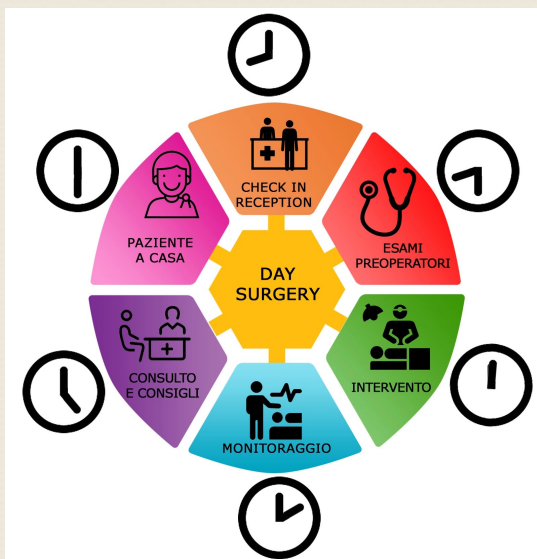 CHECK IN
RECEPTION
ESAMI
PREOPERATORI
INTERVENTO
MONITORAGGIO
CONSULTO
E CONSIGLI
PAZIENTE
A CASA
DAY
SURGERY